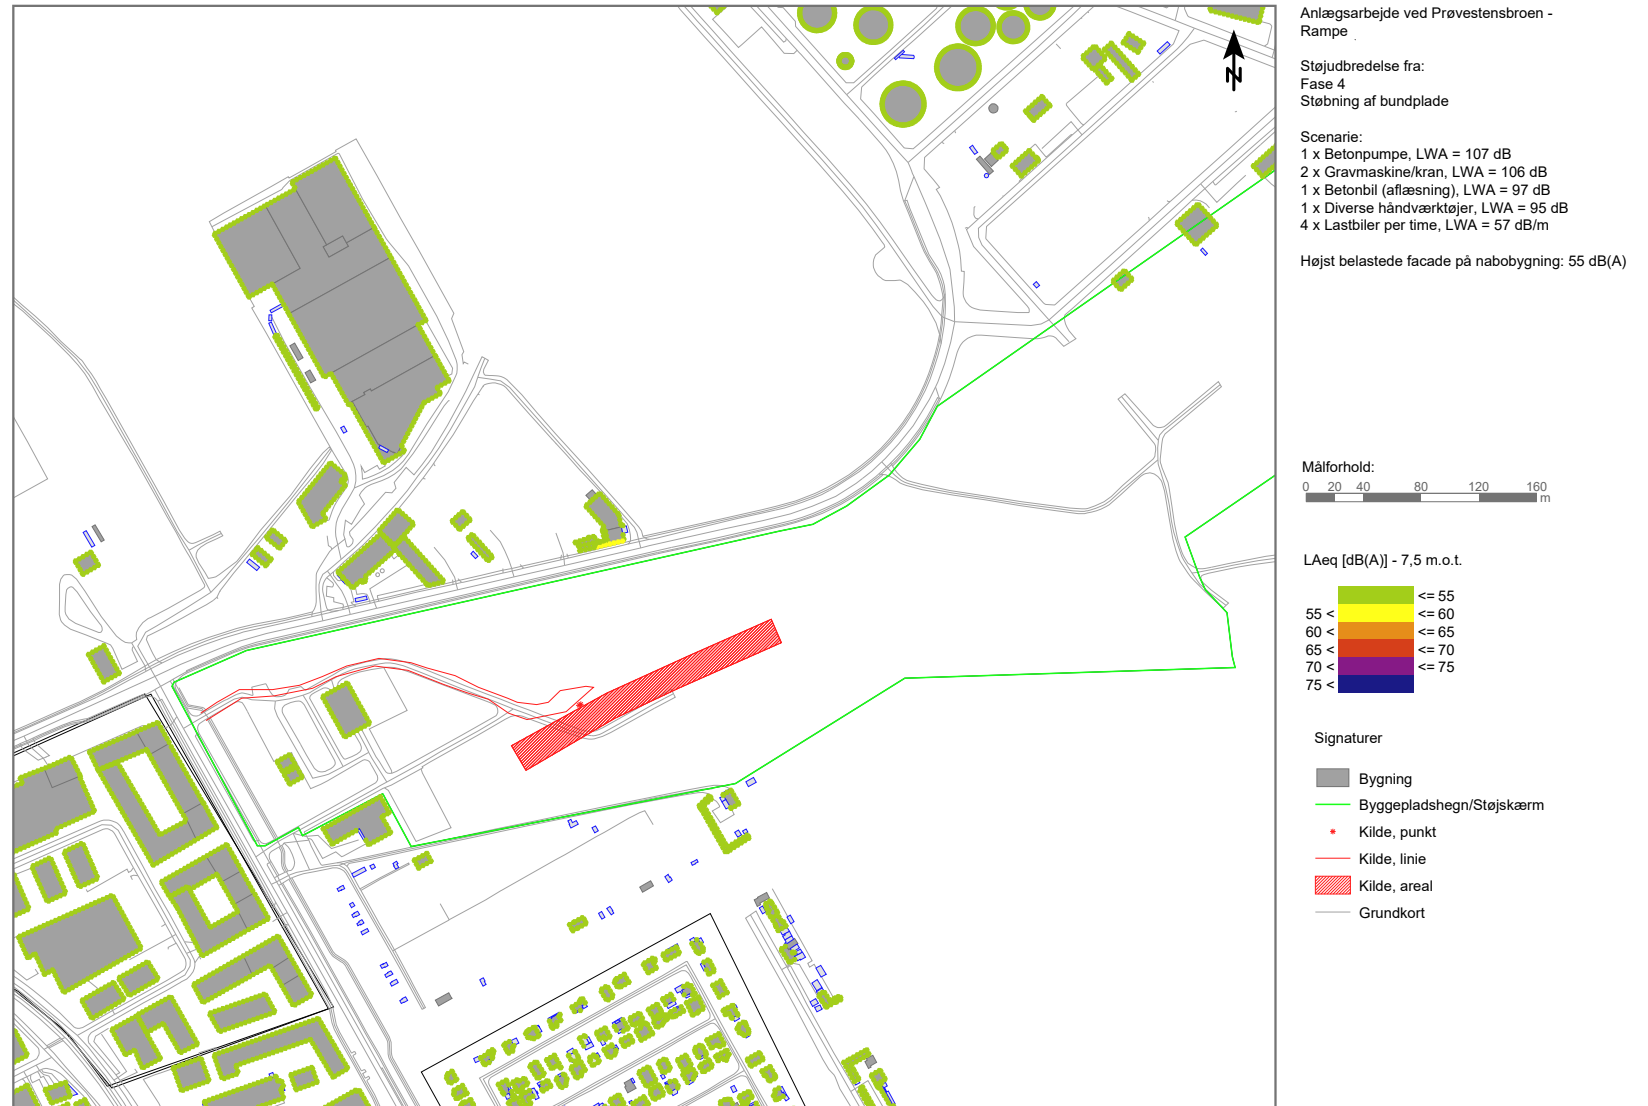 Anlægsarbejde ved Prøvestensbroen -
Rampe
Støjudbredelse fra:
Fase 4
Støbning af bundplade
Scenarie:
1 x Betonpumpe, LWA = 107 dB
2 x Gravmaskine/kran, LWA = 106 dB
1 x Betonbil (aflæsning), LWA = 97 dB
1 x Diverse håndværktøjer, LWA = 95 dB
4 x Lastbiler per time, LWA = 57 dB/m
Højst belastede facade på nabobygning: 55 dB(A)
N
Målforhold:
0 20 40 80 120 160
m
LAeq [dB(A)] - 7,5 m.o.t.
<= 55
55 < <= 60
60 < <= 65
65 < <= 70
70 < <= 75
75 <
Signaturer
Bygning
Byggepladshegn/Støjskærm
Kilde, punkt
Kilde, linie
Kilde, areal
Grundkort